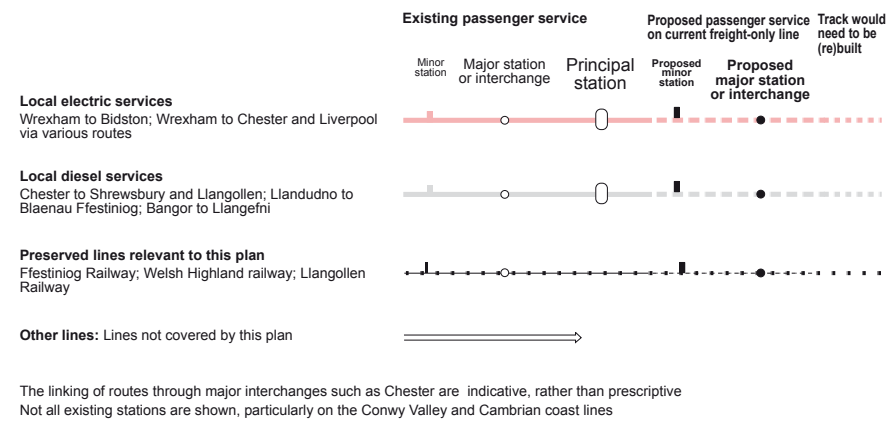 Existing passenger service
Proposed passenger service
on current freight-only line
Track would
need to be
(re)built
Minor
station
Major station
or interchange
Principal
station
Proposed
minor
station
Proposed
major station
or interchange
Local electric services
Wrexham to Bidston; Wrexham to Chester and Liverpool
via various routes
Local diesel services
Chester to Shrewsbury and Llangollen; Llandudno to
Blaenau Ffestiniog; Bangor to Llangefni
Preserved lines relevant to this plan
Ffestiniog Railway; Welsh Highland railway; Llangollen
Railway
Other lines: Lines not covered by this plan
The linking of routes through major interchanges such as Chester are indicative, rather than prescriptive
Not all existing stations are shown, particularly on the Conwy Valley and Cambrian coast lines